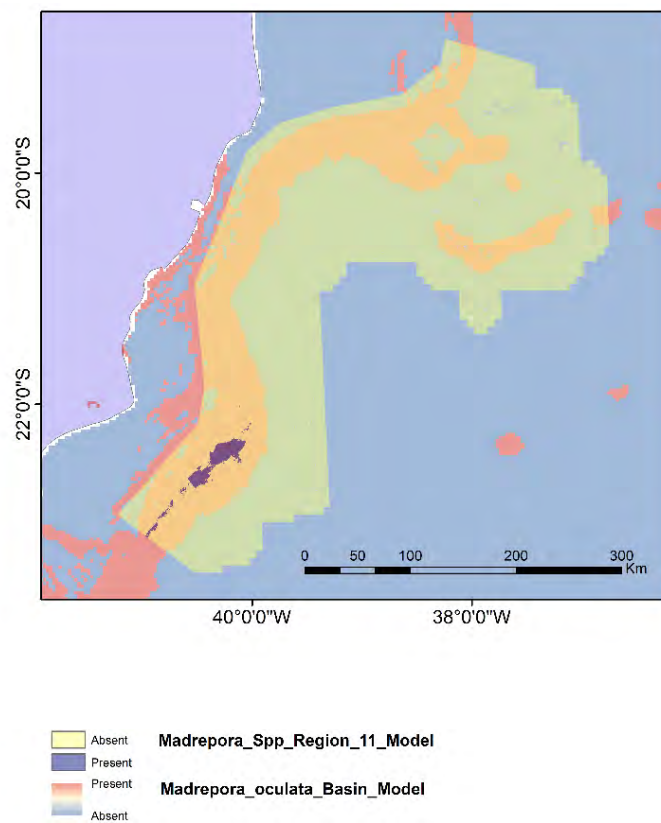 20°0'0"S
22°0'0"S
0 50 100 200 300
Km
40°0'0"W 38°0'0"W
Absent Madrepora_Spp_Region_11_Model
Present
Present
Madrepora_oculata_Basin_Model
Absent